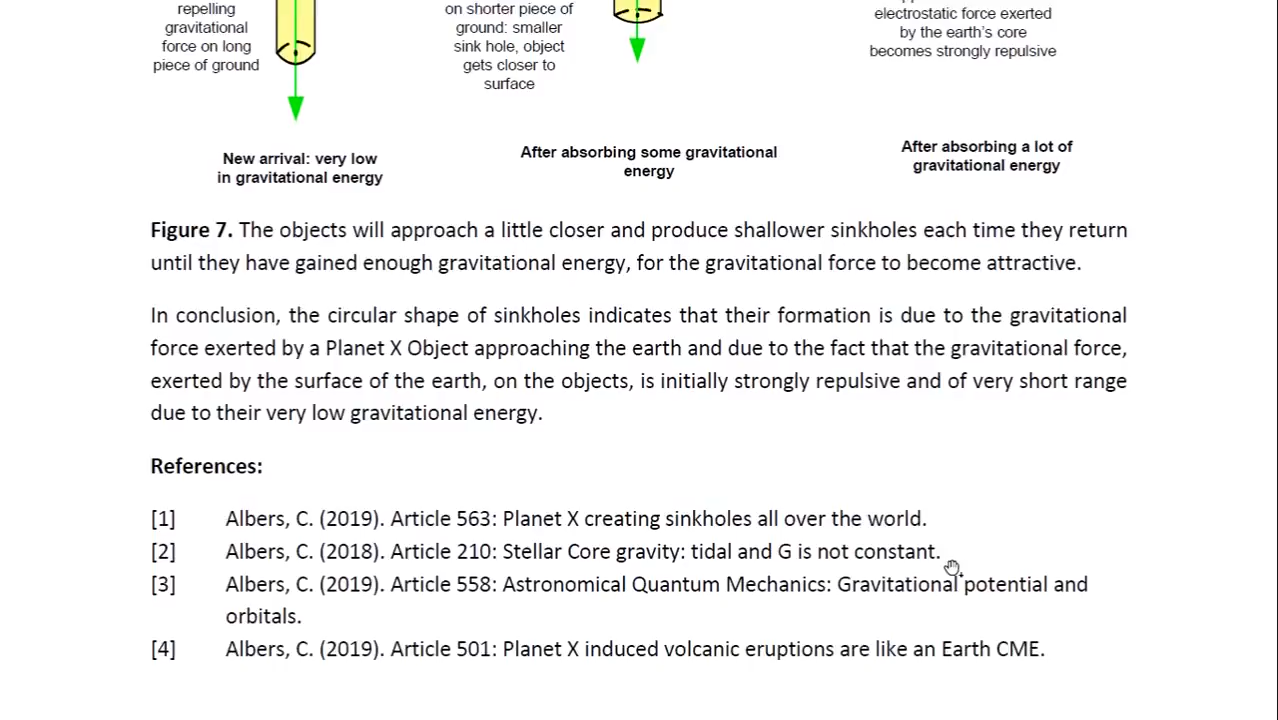 repelling
gravitational
force on long
piece of ground
on shorter piece of
ground: smaller
sink hole, object
gets closer to
surface
electrostatic force exerted
by the earth's core
becomes strongly repulsive
New arrival: very low
in gravitational energy
After absorbing some gravitational
energy
After absorbing a lot of
gravitational energy
Figure 7. The objects will approach a little closer and produce shallower sinkholes each time they return
until they have gained enough gravitational energy, for the gravitational force to become attractive.
In conclusion, the circular shape of sinkholes indicates that their formation is due to the gravitational
force exerted by a Planet X Object approaching the earth and due to the fact that the gravitational force,
exerted by the surface of the earth, on the objects, is initially strongly repulsive and of very short range
due to their very low gravitational energy.
References:
[1] Albers, C. (2019). Article 563: Planet X creating sinkholes all over the world.
[2] Albers, C. (2018). Article 210: Stellar Core gravity: tidal and G is not constant.
[3] Albers, C. (2019). Article 558: Astronomical Quantum Mechanics: Gravitational potential and
orbitals.
[4] Albers, C. (2019). Article 501: Planet X induced volcanic eruptions are like an Earth CME.